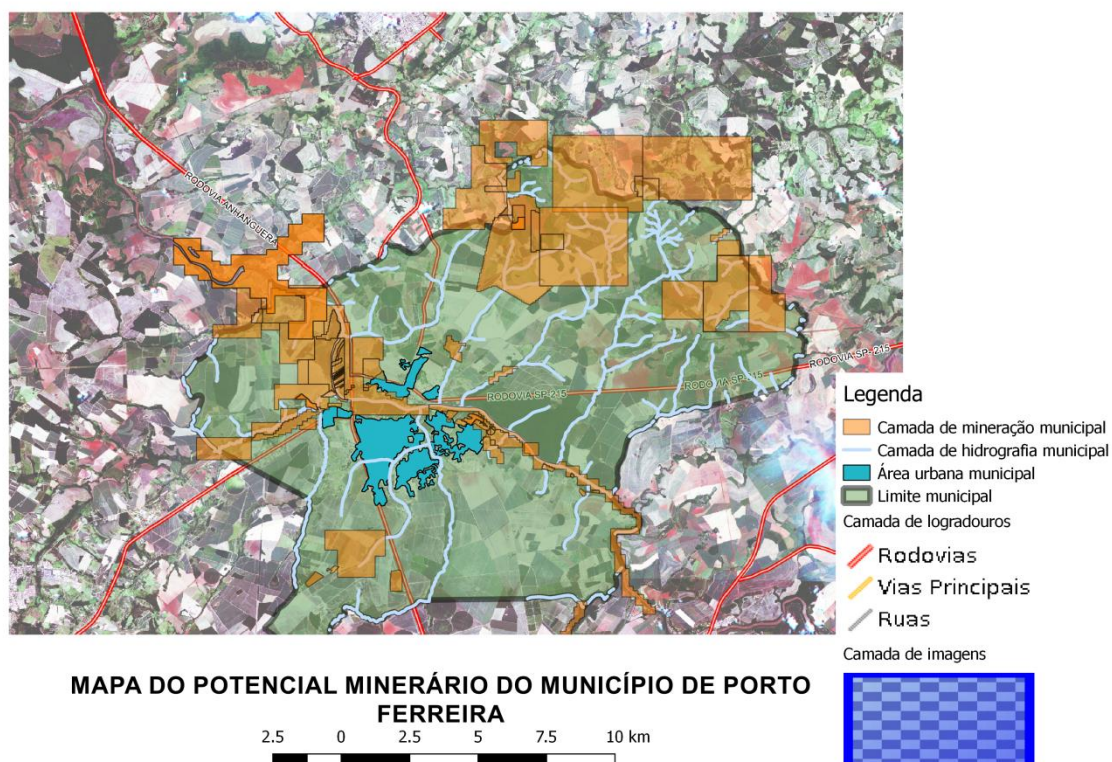 RODOVIA ANHANGUERA
RODOVIA SP-215
RODOVIA SP-215
RODOVIA SP- 215
Legenda
Camada de mineração municipal
Camada de hidrografia municipal
Área urbana municipal
Limite municipal
Camada de logradouros
Rodovias
Vias Principais
Ruas
Camada de imagens
MAPA DO POTENCIAL MINERÁRIO DO MUNICÍPIO DE PORTO
FERREIRA
2.5 0 2.5 5 7.5 10 km